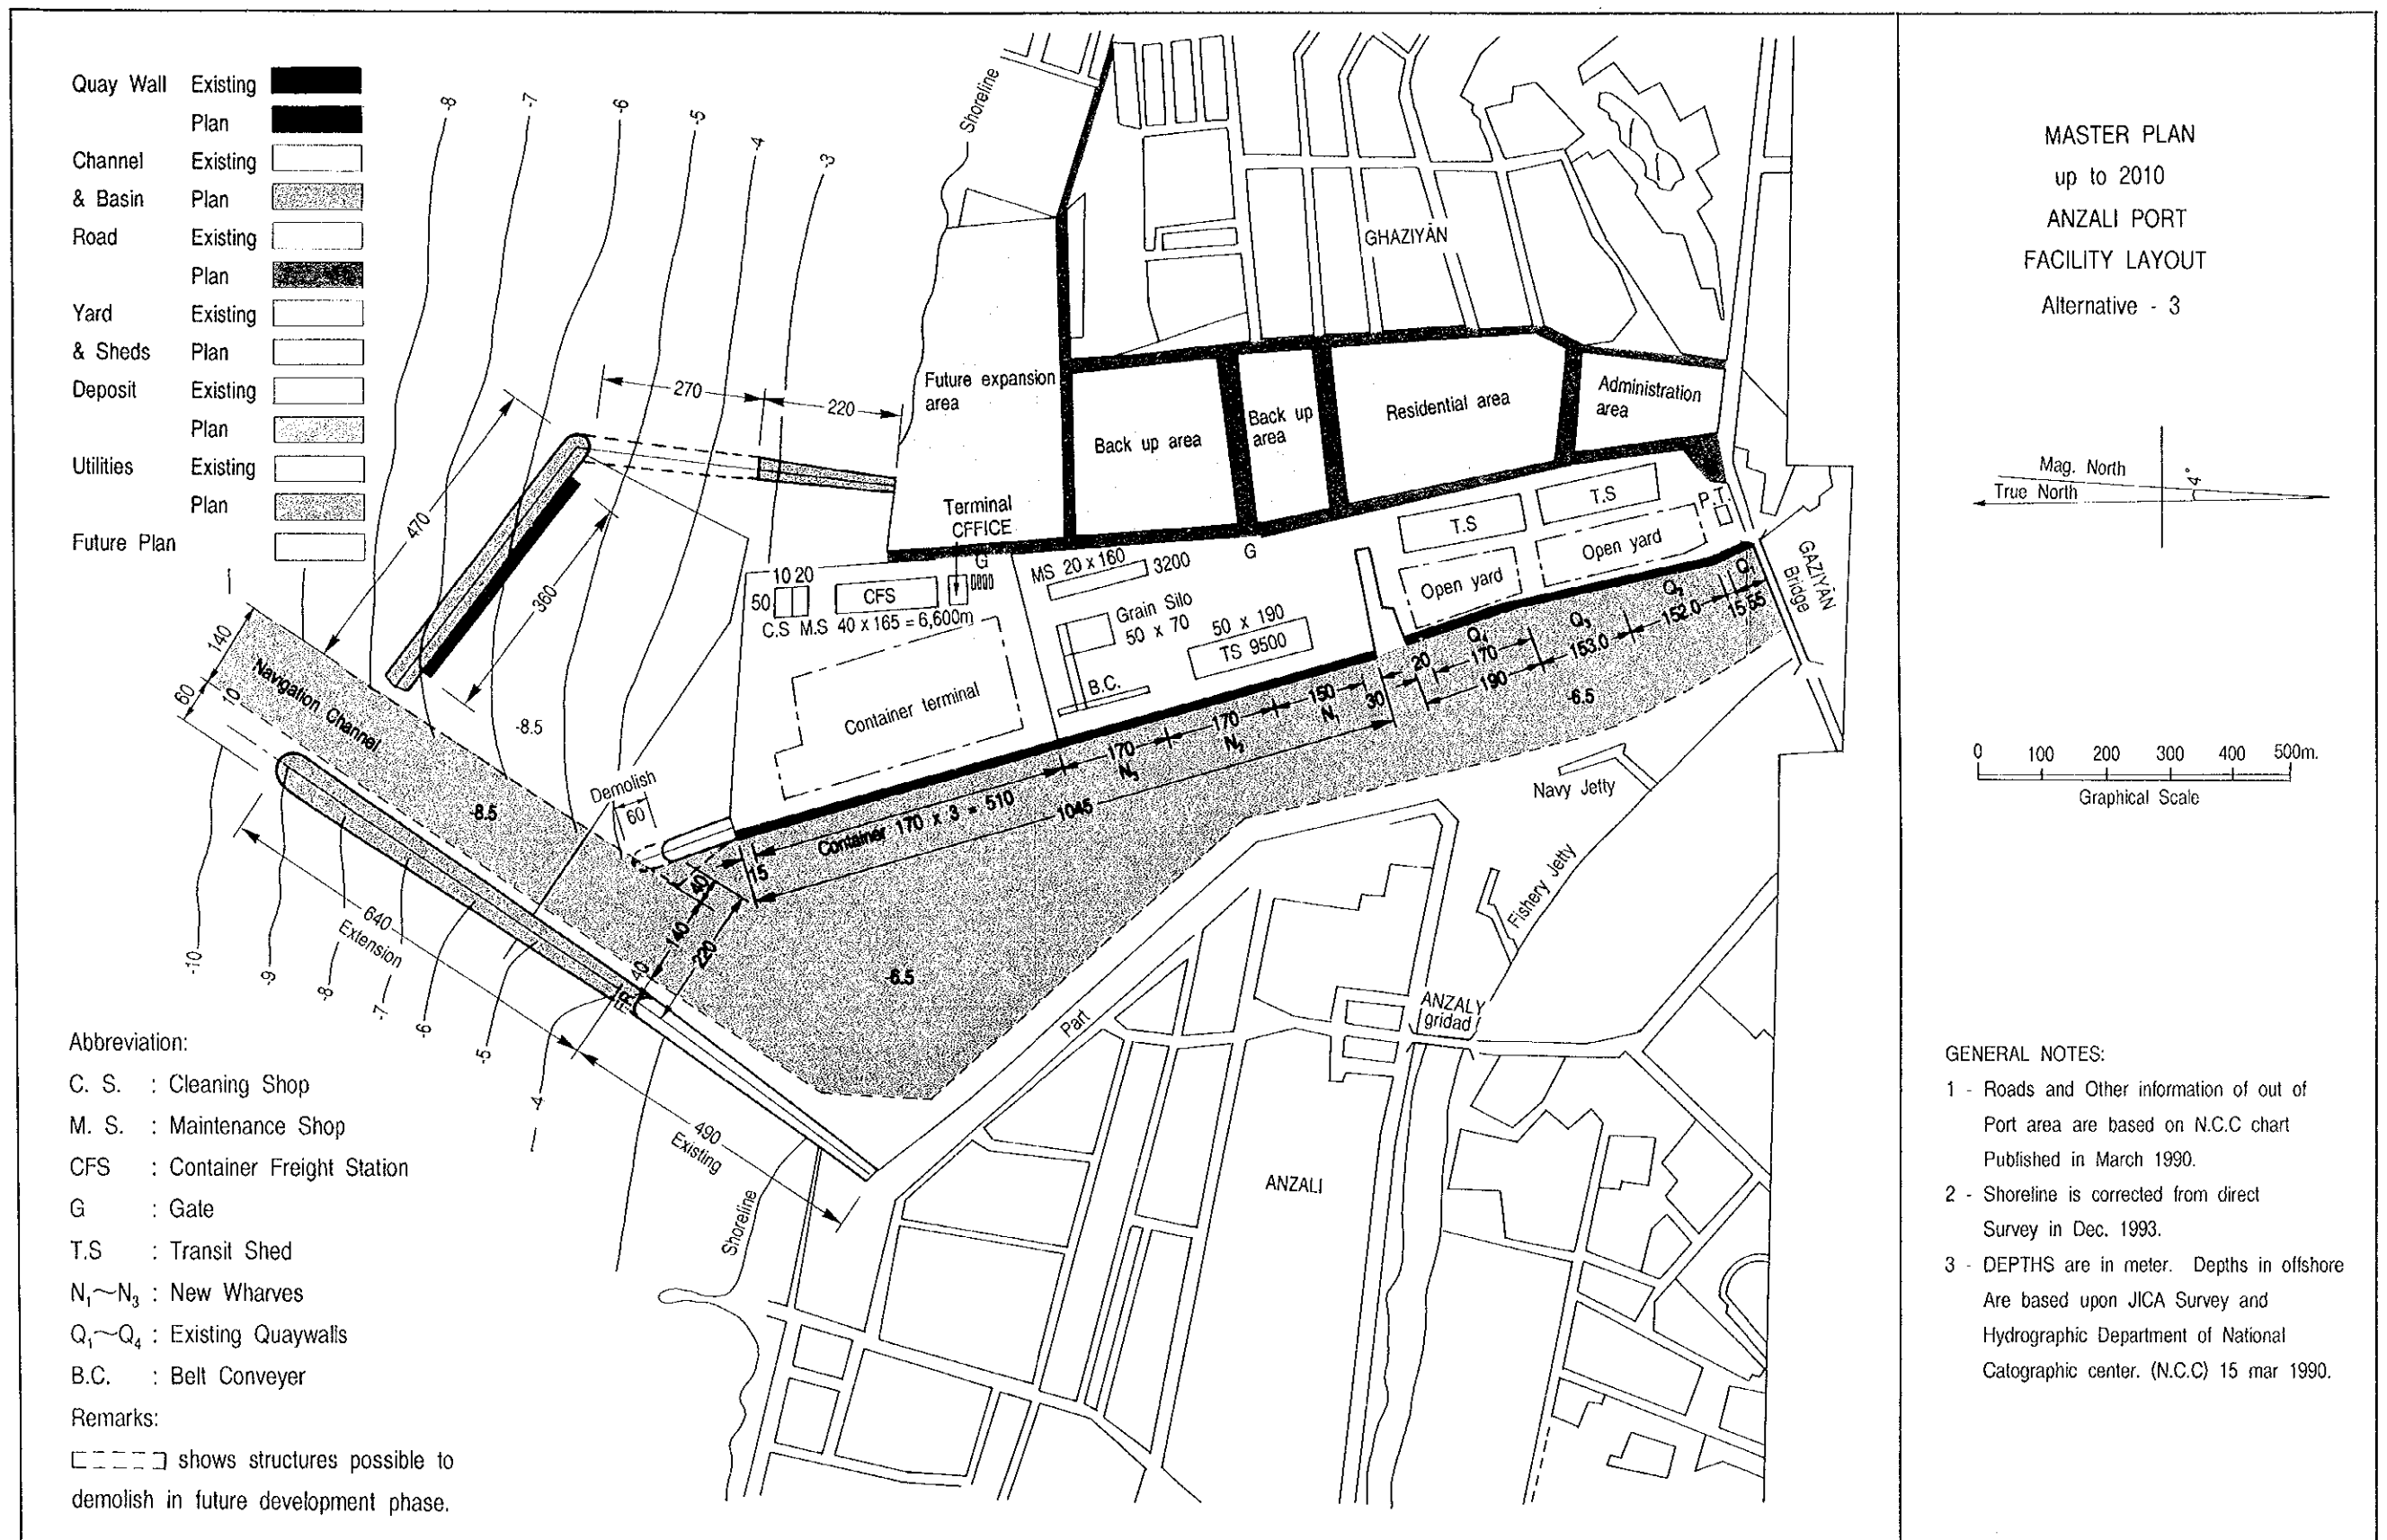 Quay Wall Existing
Plan
Channel Existing
& Basin Plan
Road Existing
Plan
Yard Existing
& Sheds Plan
Deposit Existing
Plan
Utilities Existing
Plan
Future Plan
-8
-7
-6
-5
-4
-3
Shoreline
GHAZIYĀN
270
220
470
360
Future expansion
area
Back up area
Back up
area
Residential area
Administration
area
Terminal
CFFICE
G
G
MS 20 x 160
3200
10 20
50
CFS
C.S M.S 40 x 165 = 6,600m
Grain Silo
50 x 70
50 x 190
TS 9500
B.C.
Container terminal
T.S
T.S
P.T.
Open yard
Open yard
GAZIYĀN
Bridge
Q₁
Q₂
Q₃
Q₄
15.55
152.0
153.0
170
20
190
-6.5
30
150
N₁
170
N₂
170
N₃
Container 170 x 3 = 510
1045
15
140
60
10
Navigation Channel
-8.5
-8.5
Demolish
60
40
140
220
40
F.R
-6.5
640
Extension
490
Existing
-10
-9
-8
-7
-6
-5
-4
Shoreline
Part
Navy Jetty
Fishery Jetty
ANZALY
gridad
ANZALI
Abbreviation:
C. S. : Cleaning Shop
M. S. : Maintenance Shop
CFS : Container Freight Station
G : Gate
T.S : Transit Shed
N₁~N₃ : New Wharves
Q₁~Q₄ : Existing Quaywalls
B.C. : Belt Conveyer
Remarks:
shows structures possible to
demolish in future development phase.
MASTER PLAN
up to 2010
ANZALI PORT
FACILITY LAYOUT
Alternative - 3
Mag. North
True North
4°
0 100 200 300 400 500m.
Graphical Scale
GENERAL NOTES:
1 - Roads and Other information of out of
Port area are based on N.C.C chart
Published in March 1990.
2 - Shoreline is corrected from direct
Survey in Dec. 1993.
3 - DEPTHS are in meter. Depths in offshore
Are based upon JICA Survey and
Hydrographic Department of National
Catographic center. (N.C.C) 15 mar 1990.